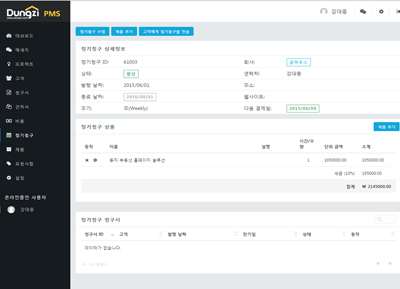 Dungzi PMS
강대중
대쉬보드
메세지
프로젝트
고객
청구서
견적서
비용
정기청구
제품
요청사항
설정
온라인중인 사용자
강대중
정기청구 수정
제품 추가
고객에게 정기청구를 전송
정기청구 상세정보
정기청구 ID: 61003
회사:
상태: 활성
연락처: 강대중
발행 날짜: 2015/06/01
주소:
종료 날짜: 2016/06/01
웹사이트:
주기: 주(Weekly)
다음 결제일: 2015/06/08
정기청구 상품
제품 추가
동작 이름 설명 시간/수량 단위 금액 소계
둥지 부동산 홈페이지 솔루션 1 1950000.00 1950000.00
세금 (10%) 195000.00
합계 ₩ 2145000.00
정기청구 청구서
청구서 ID 고객 발행 날짜 만기일 상태 동작
데이터가 없습니다.